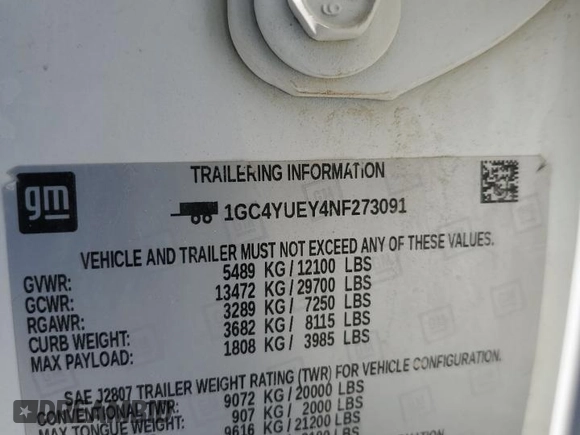 gm
TRAILERING INFORMATION
1GC4YUEY4NF273091
VEHICLE AND TRAILER MUST NOT EXCEED ANY OF THESE VALUES.
GVWR: 5489 KG/12100 LBS
GCWR: 13472 KG/29700 LBS
RGAWR: 3289 KG/ 7250 LBS
CURB WEIGHT: 3682 KG/ 8115 LBS
MAX PAYLOAD: 1808 KG/ 3985 LBS
SAE J2807 TRAILER WEIGHT RATING (TWR) FOR VEHICLE CONFIGURATION.
CONVENTIONAL TWR: 9072 KG/20000 LBS
MAX TONGUE WEIGHT: 907 KG/ 2000 LBS
9616 KG/21200 LBS
LBS